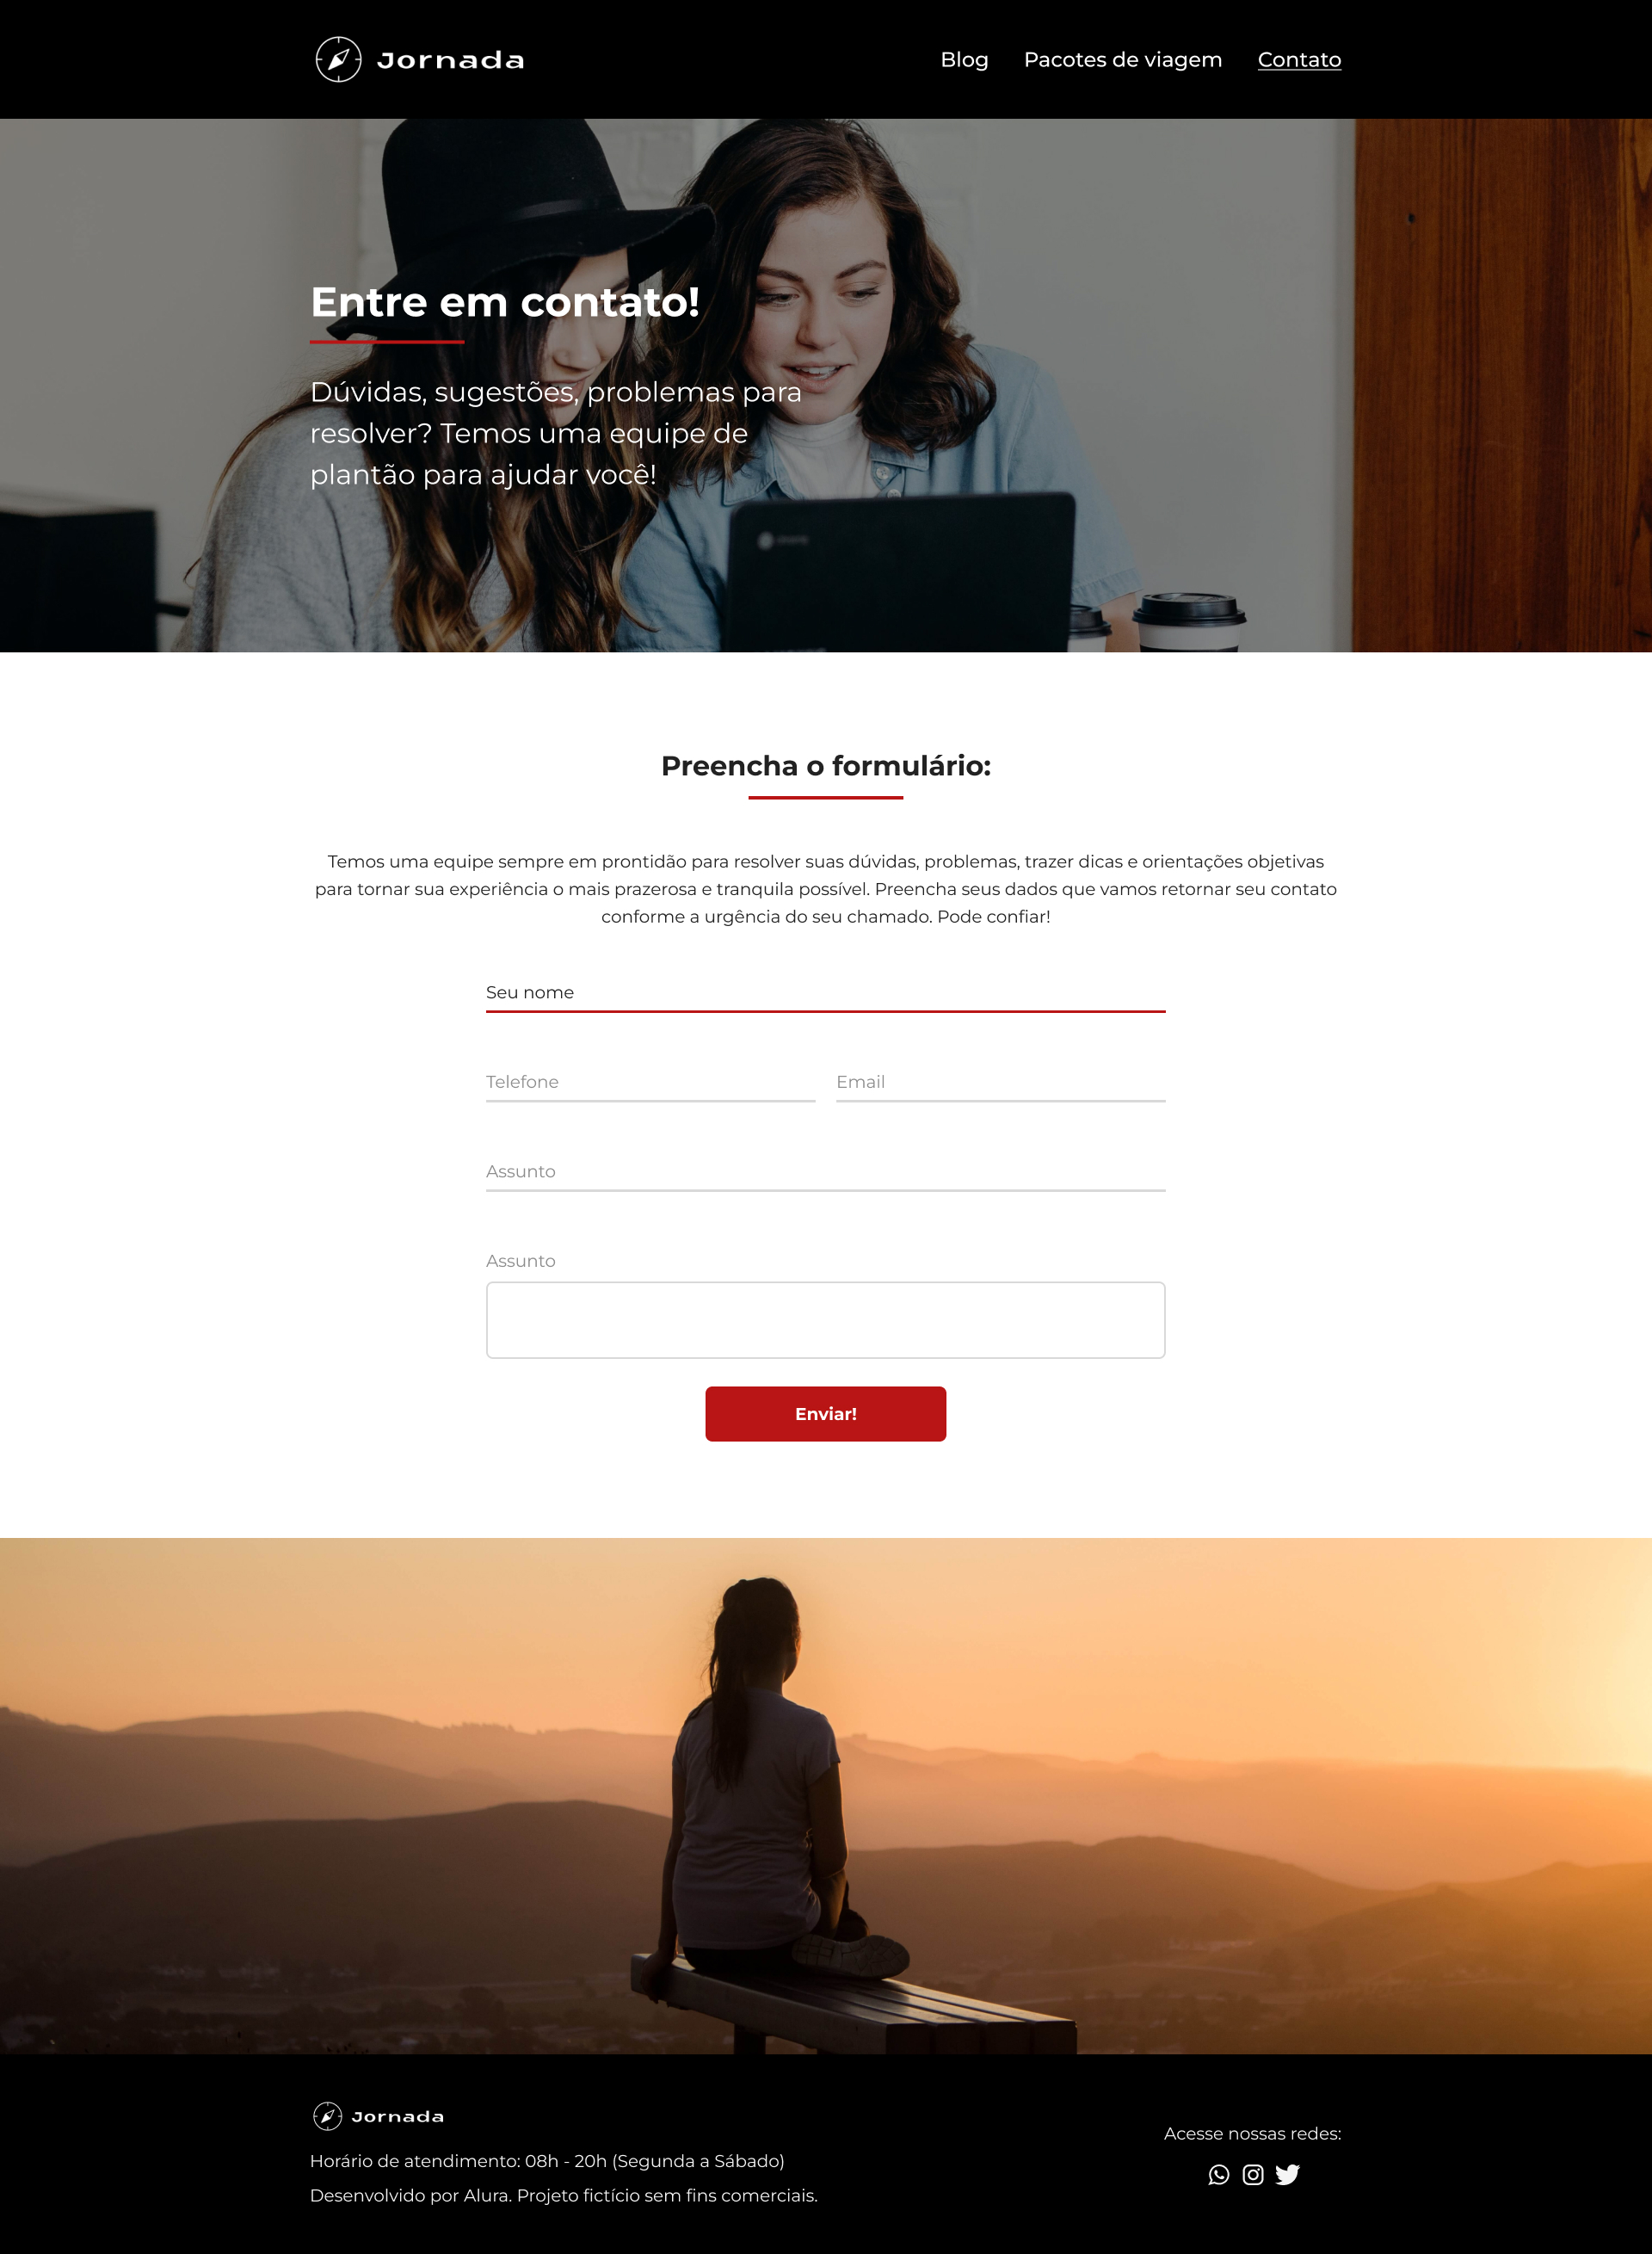 Jornada
Blog
Pacotes de viagem
Contato
Entre em contato!
Dúvidas, sugestões, problemas para
resolver? Temos uma equipe de
plantão para ajudar você!
Preencha o formulário:
Temos uma equipe sempre em prontidão para resolver suas dúvidas, problemas, trazer dicas e orientações objetivas
para tornar sua experiência o mais prazerosa e tranquila possível. Preencha seus dados que vamos retornar seu contato
conforme a urgência do seu chamado. Pode confiar!
Seu nome
Telefone
Email
Assunto
Assunto
Enviar!
Jornada
Horário de atendimento: 08h - 20h (Segunda a Sábado)
Desenvolvido por Alura. Projeto fictício sem fins comerciais.
Acesse nossas redes: